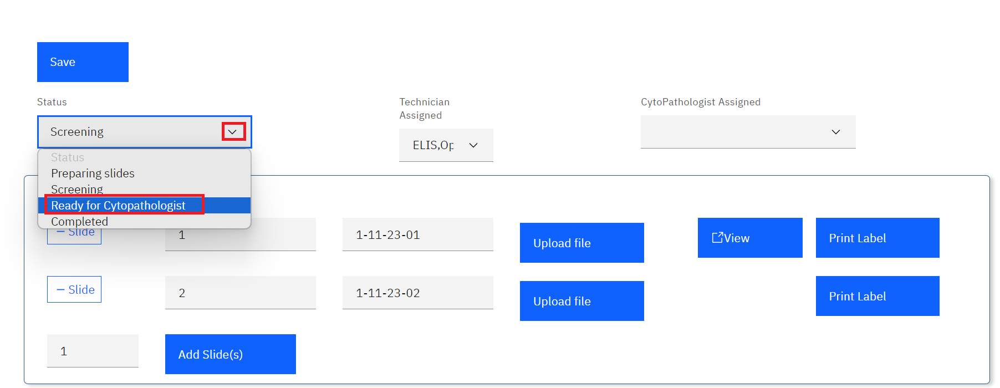 Save
Status
Technician
Assigned
CytoPathologist Assigned
Screening
ELIS,Op
Status
Preparing slides
Screening
Ready for Cytopathologist
Completed
– Slide
1
1-11-23-01
Upload file
View
Print Label
– Slide
2
1-11-23-02
Upload file
Print Label
1
Add Slide(s)